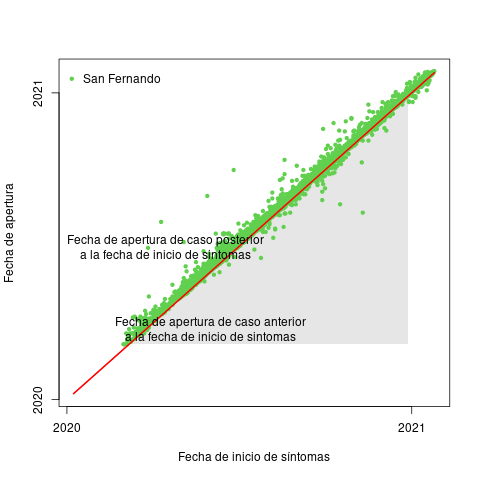 San Fernando
2021
Fecha de apertura
Fecha de apertura de caso posterior
a la fecha de inicio de sintomas
Fecha de apertura de caso anterior
a la fecha de inicio de sintomas
2020
2020
2021
Fecha de inicio de síntomas